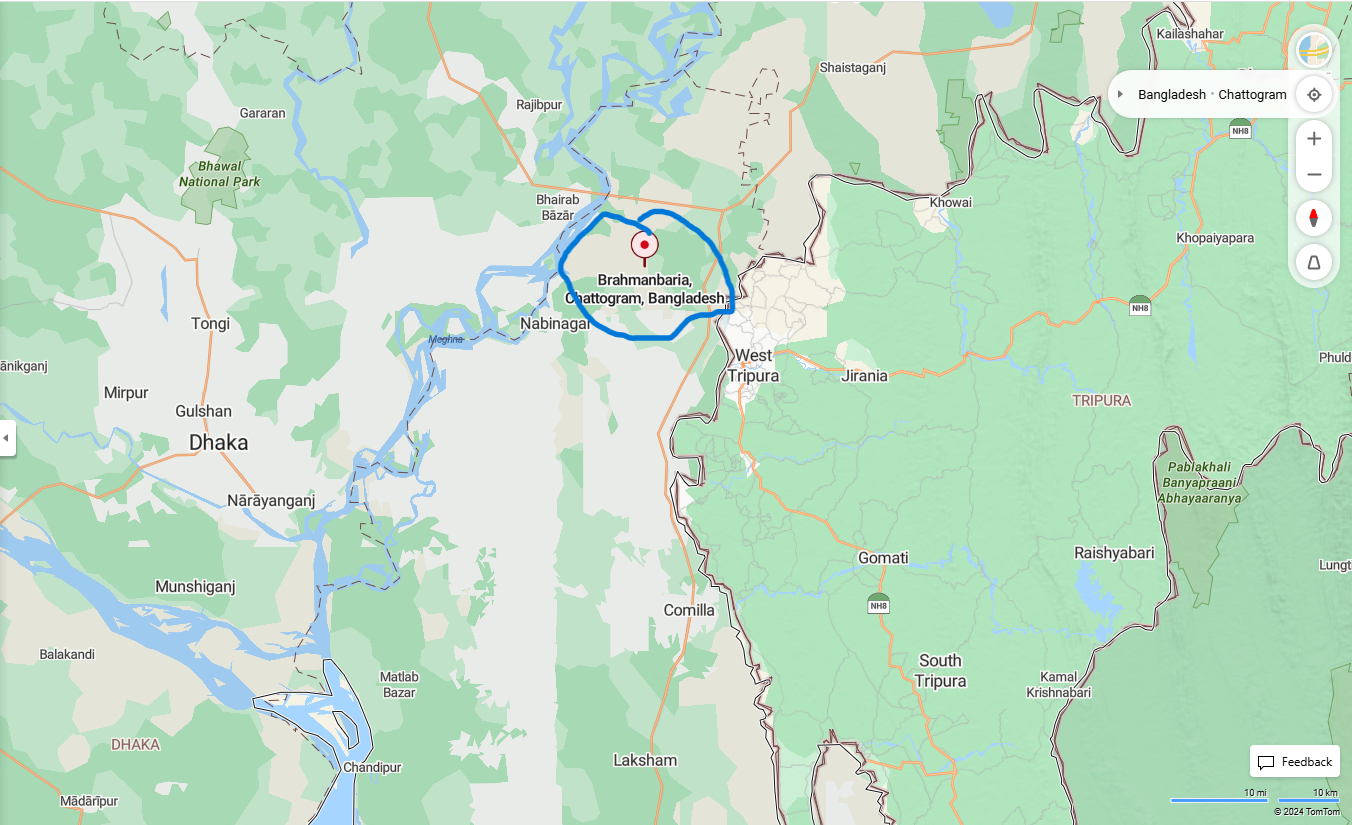 Kailashahar
Shaistaganj
Bangladesh • Chattogram
Rajibpur
Gararan
NH8
Bhawal
National Park
Bhairab
Bāzār
Khowai
Khopaiyapara
Brahmanbaria,
Chattogram, Bangladesh
NH8
Tongi
Nabinagar
Meghna
West
Tripura
Jirania
ānikganj
Phuld
Mirpur
TRIPURA
Gulshan
Dhaka
Pablakhali
Banyapraani
Abhayaaranya
Nārāyanganj
Gomati
Raishyabari
Lungt
Munshiganj
NH8
Comilla
Balakandi
South
Tripura
Matlab
Bazar
Kamal
Krishnabari
DHAKA
Laksham
Chandipur
Feedback
Mādārīpur
10 mi
10 km
© 2024 TomTom